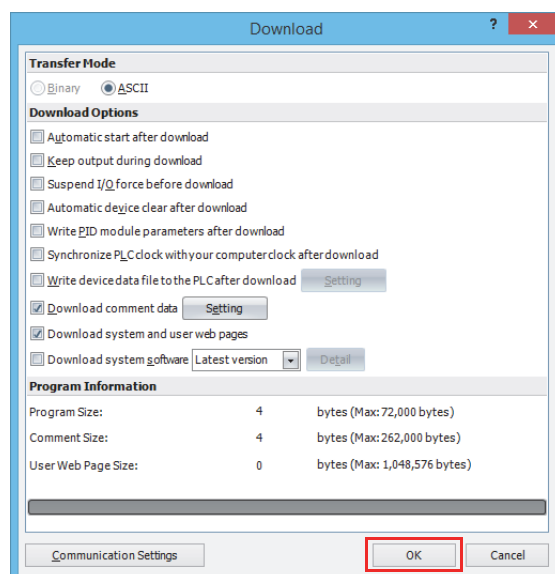 Download ? ×
Transfer Mode
Binary ASCII
Download Options
Automatic start after download
Keep output during download
Suspend I/O force before download
Automatic device clear after download
Write PID module parameters after download
Synchronize PLC clock with your computer clock after download
Write device data file to the PLC after download Setting
Download comment data Setting
Download system and user web pages
Download system software Latest version Detail
Program Information
Program Size: 4 bytes (Max: 72,000 bytes)
Comment Size: 4 bytes (Max: 262,000 bytes)
User Web Page Size: 0 bytes (Max: 1,048,576 bytes)
Communication Settings OK Cancel